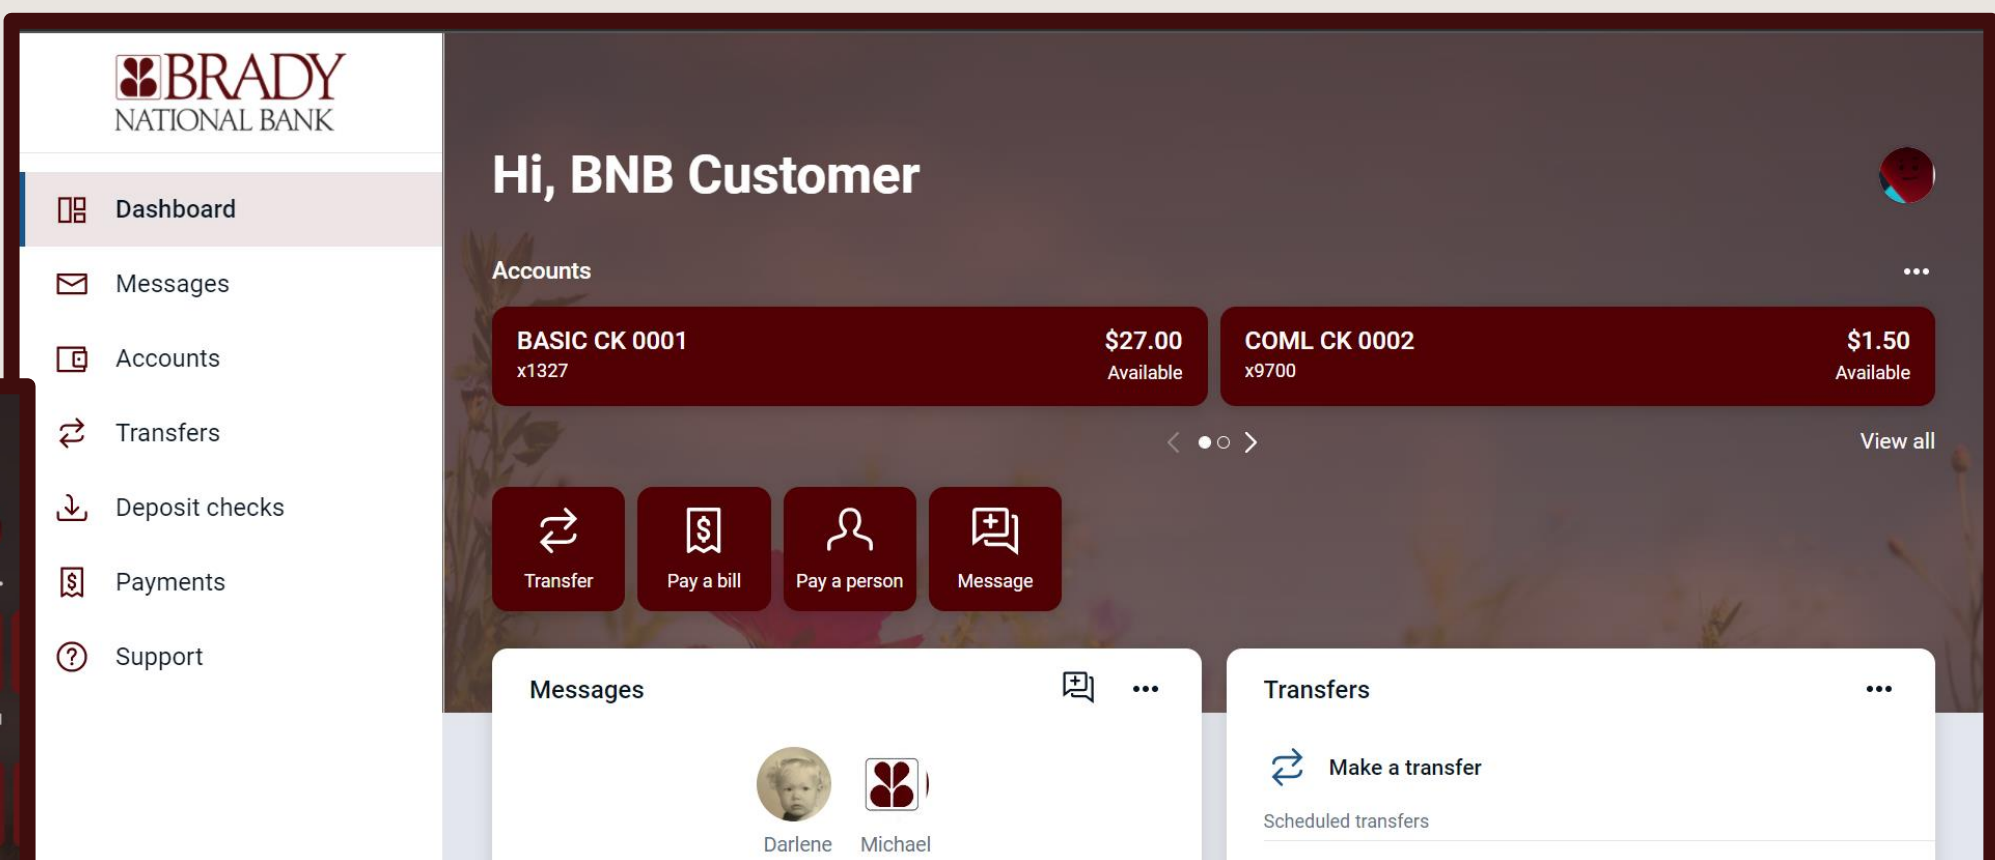 BRADY
NATIONAL BANK
Dashboard
Messages
Accounts
Transfers
Deposit checks
Payments
Support
Hi, BNB Customer
Accounts
BASIC CK 0001
$27.00
x1327
Available
COML CK 0002
$1.50
x9700
Available
View all
Transfer
Pay a bill
Pay a person
Message
Messages
Darlene
Michael
Transfers
Make a transfer
Scheduled transfers